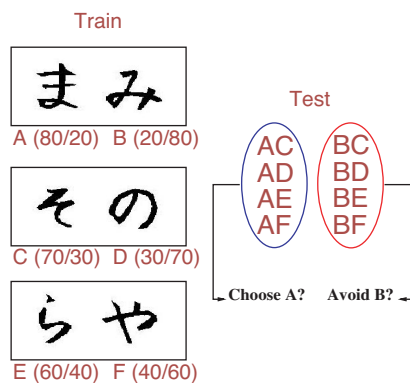 Train
ま み
A (80/20) B (20/80)
そ の
C (70/30) D (30/70)
ら や
E (60/40) F (40/60)
Test
AC BC
AD BD
AE BE
AF BF
Choose A? Avoid B?